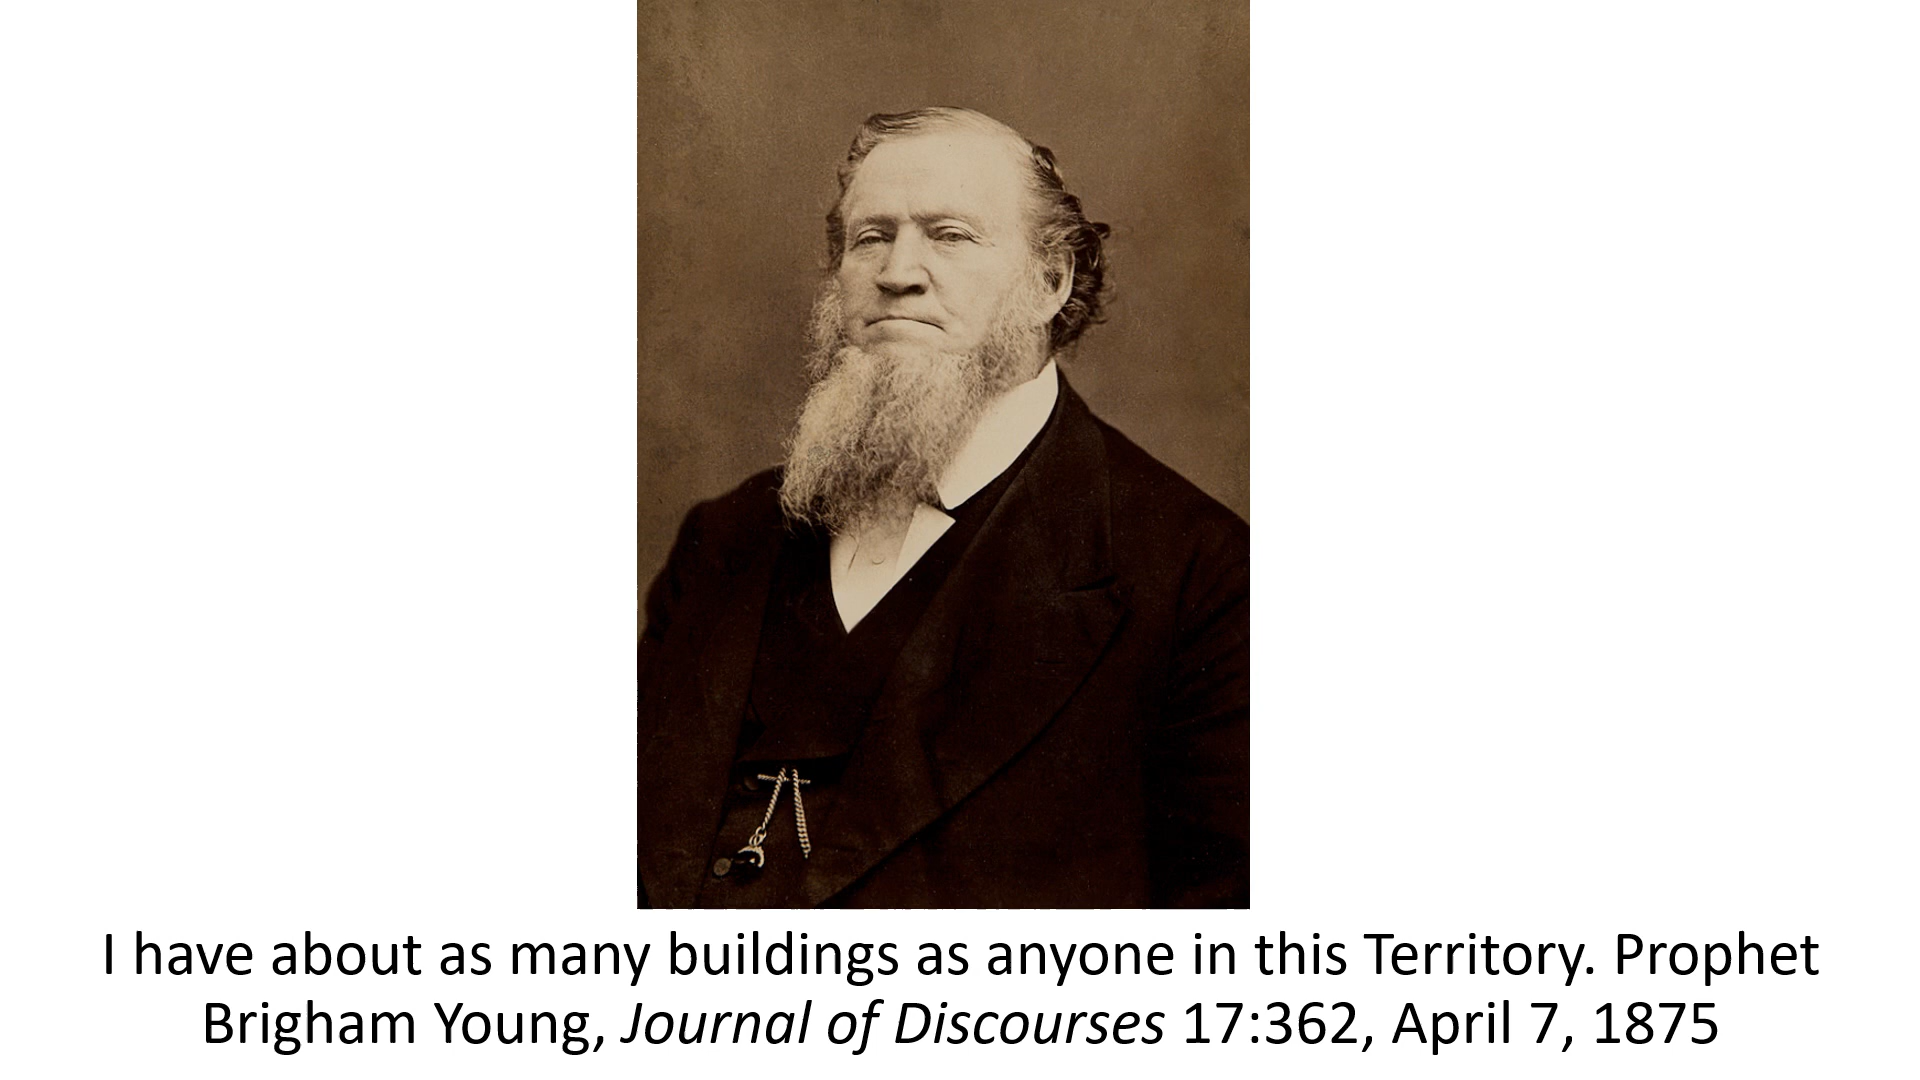 I have about as many buildings as anyone in this Territory. Prophet
Brigham Young, Journal of Discourses 17:362, April 7, 1875